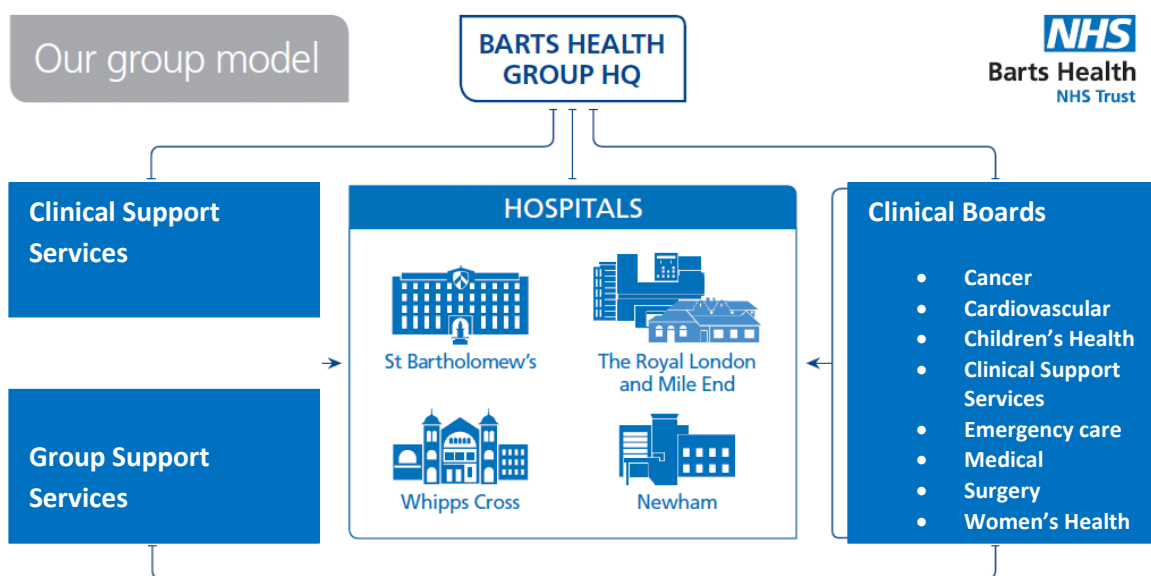 Our group model
BARTS HEALTH
GROUP HQ
NHS
Barts Health
NHS Trust
Clinical Support
Services
Group Support
Services
HOSPITALS
St Bartholomew's
The Royal London
and Mile End
Whipps Cross
Newham
Clinical Boards
• Cancer
• Cardiovascular
• Children’s Health
• Clinical Support
Services
• Emergency care
• Medical
• Surgery
• Women’s Health